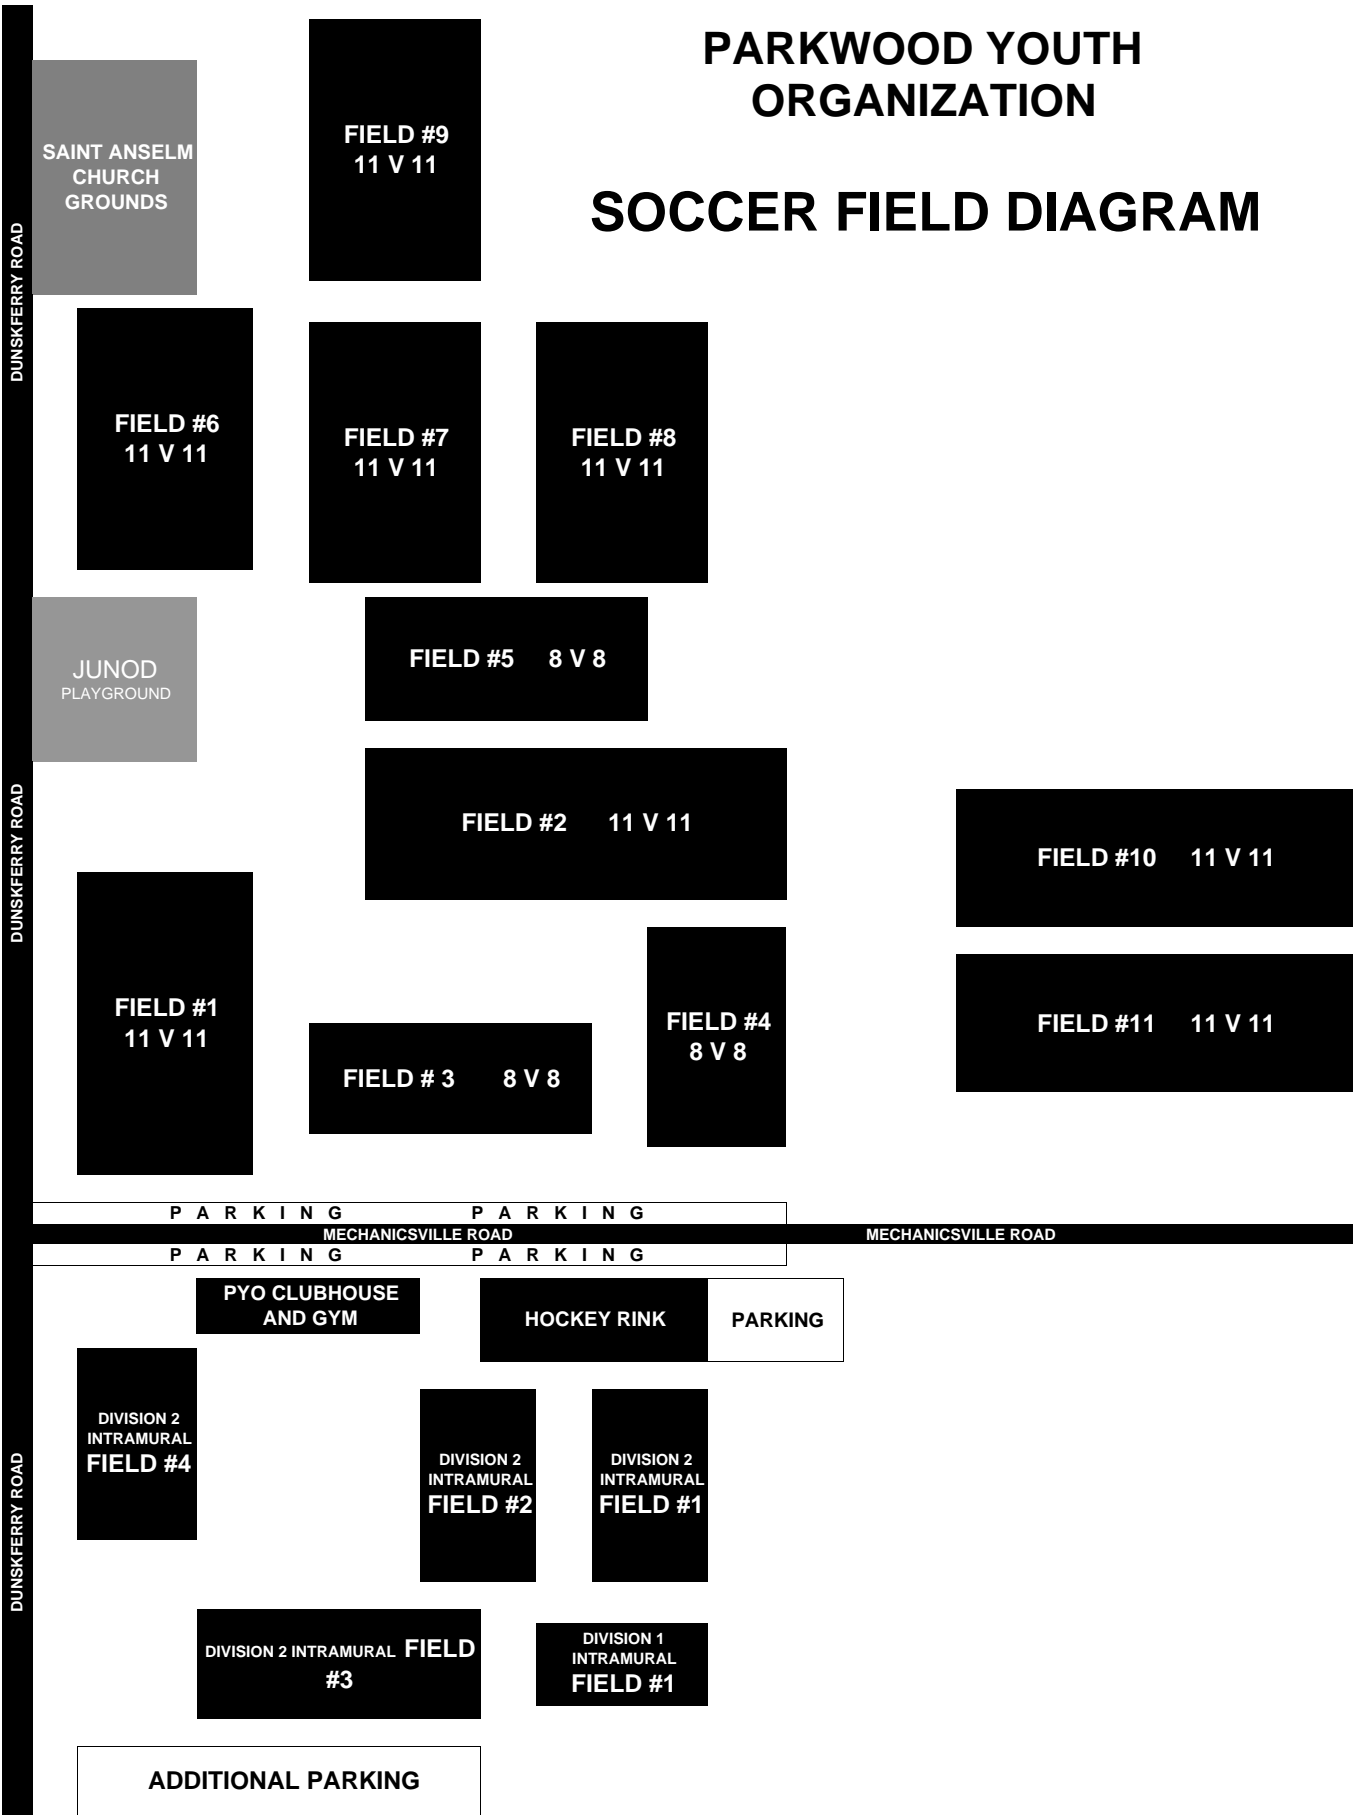 PARKWOOD YOUTH
ORGANIZATION
SOCCER FIELD DIAGRAM
SAINT ANSELM
CHURCH
GROUNDS
FIELD #9
11 V 11
DUNSKFERRY ROAD
FIELD #6
11 V 11
FIELD #7
11 V 11
FIELD #8
11 V 11
JUNOD
PLAYGROUND
FIELD #5 8 V 8
FIELD #2 11 V 11
DUNSKFERRY ROAD
FIELD #10 11 V 11
FIELD #1
11 V 11
FIELD # 3 8 V 8
FIELD #4
8 V 8
FIELD #11 11 V 11
P A R K I N G P A R K I N G
MECHANICSVILLE ROAD MECHANICSVILLE ROAD
P A R K I N G P A R K I N G
PYO CLUBHOUSE
AND GYM
HOCKEY RINK
PARKING
DIVISION 2
INTRAMURAL
FIELD #4
DIVISION 2
INTRAMURAL
FIELD #2
DIVISION 2
INTRAMURAL
FIELD #1
DUNSKFERRY ROAD
DIVISION 2 INTRAMURAL FIELD
#3
DIVISION 1
INTRAMURAL
FIELD #1
ADDITIONAL PARKING